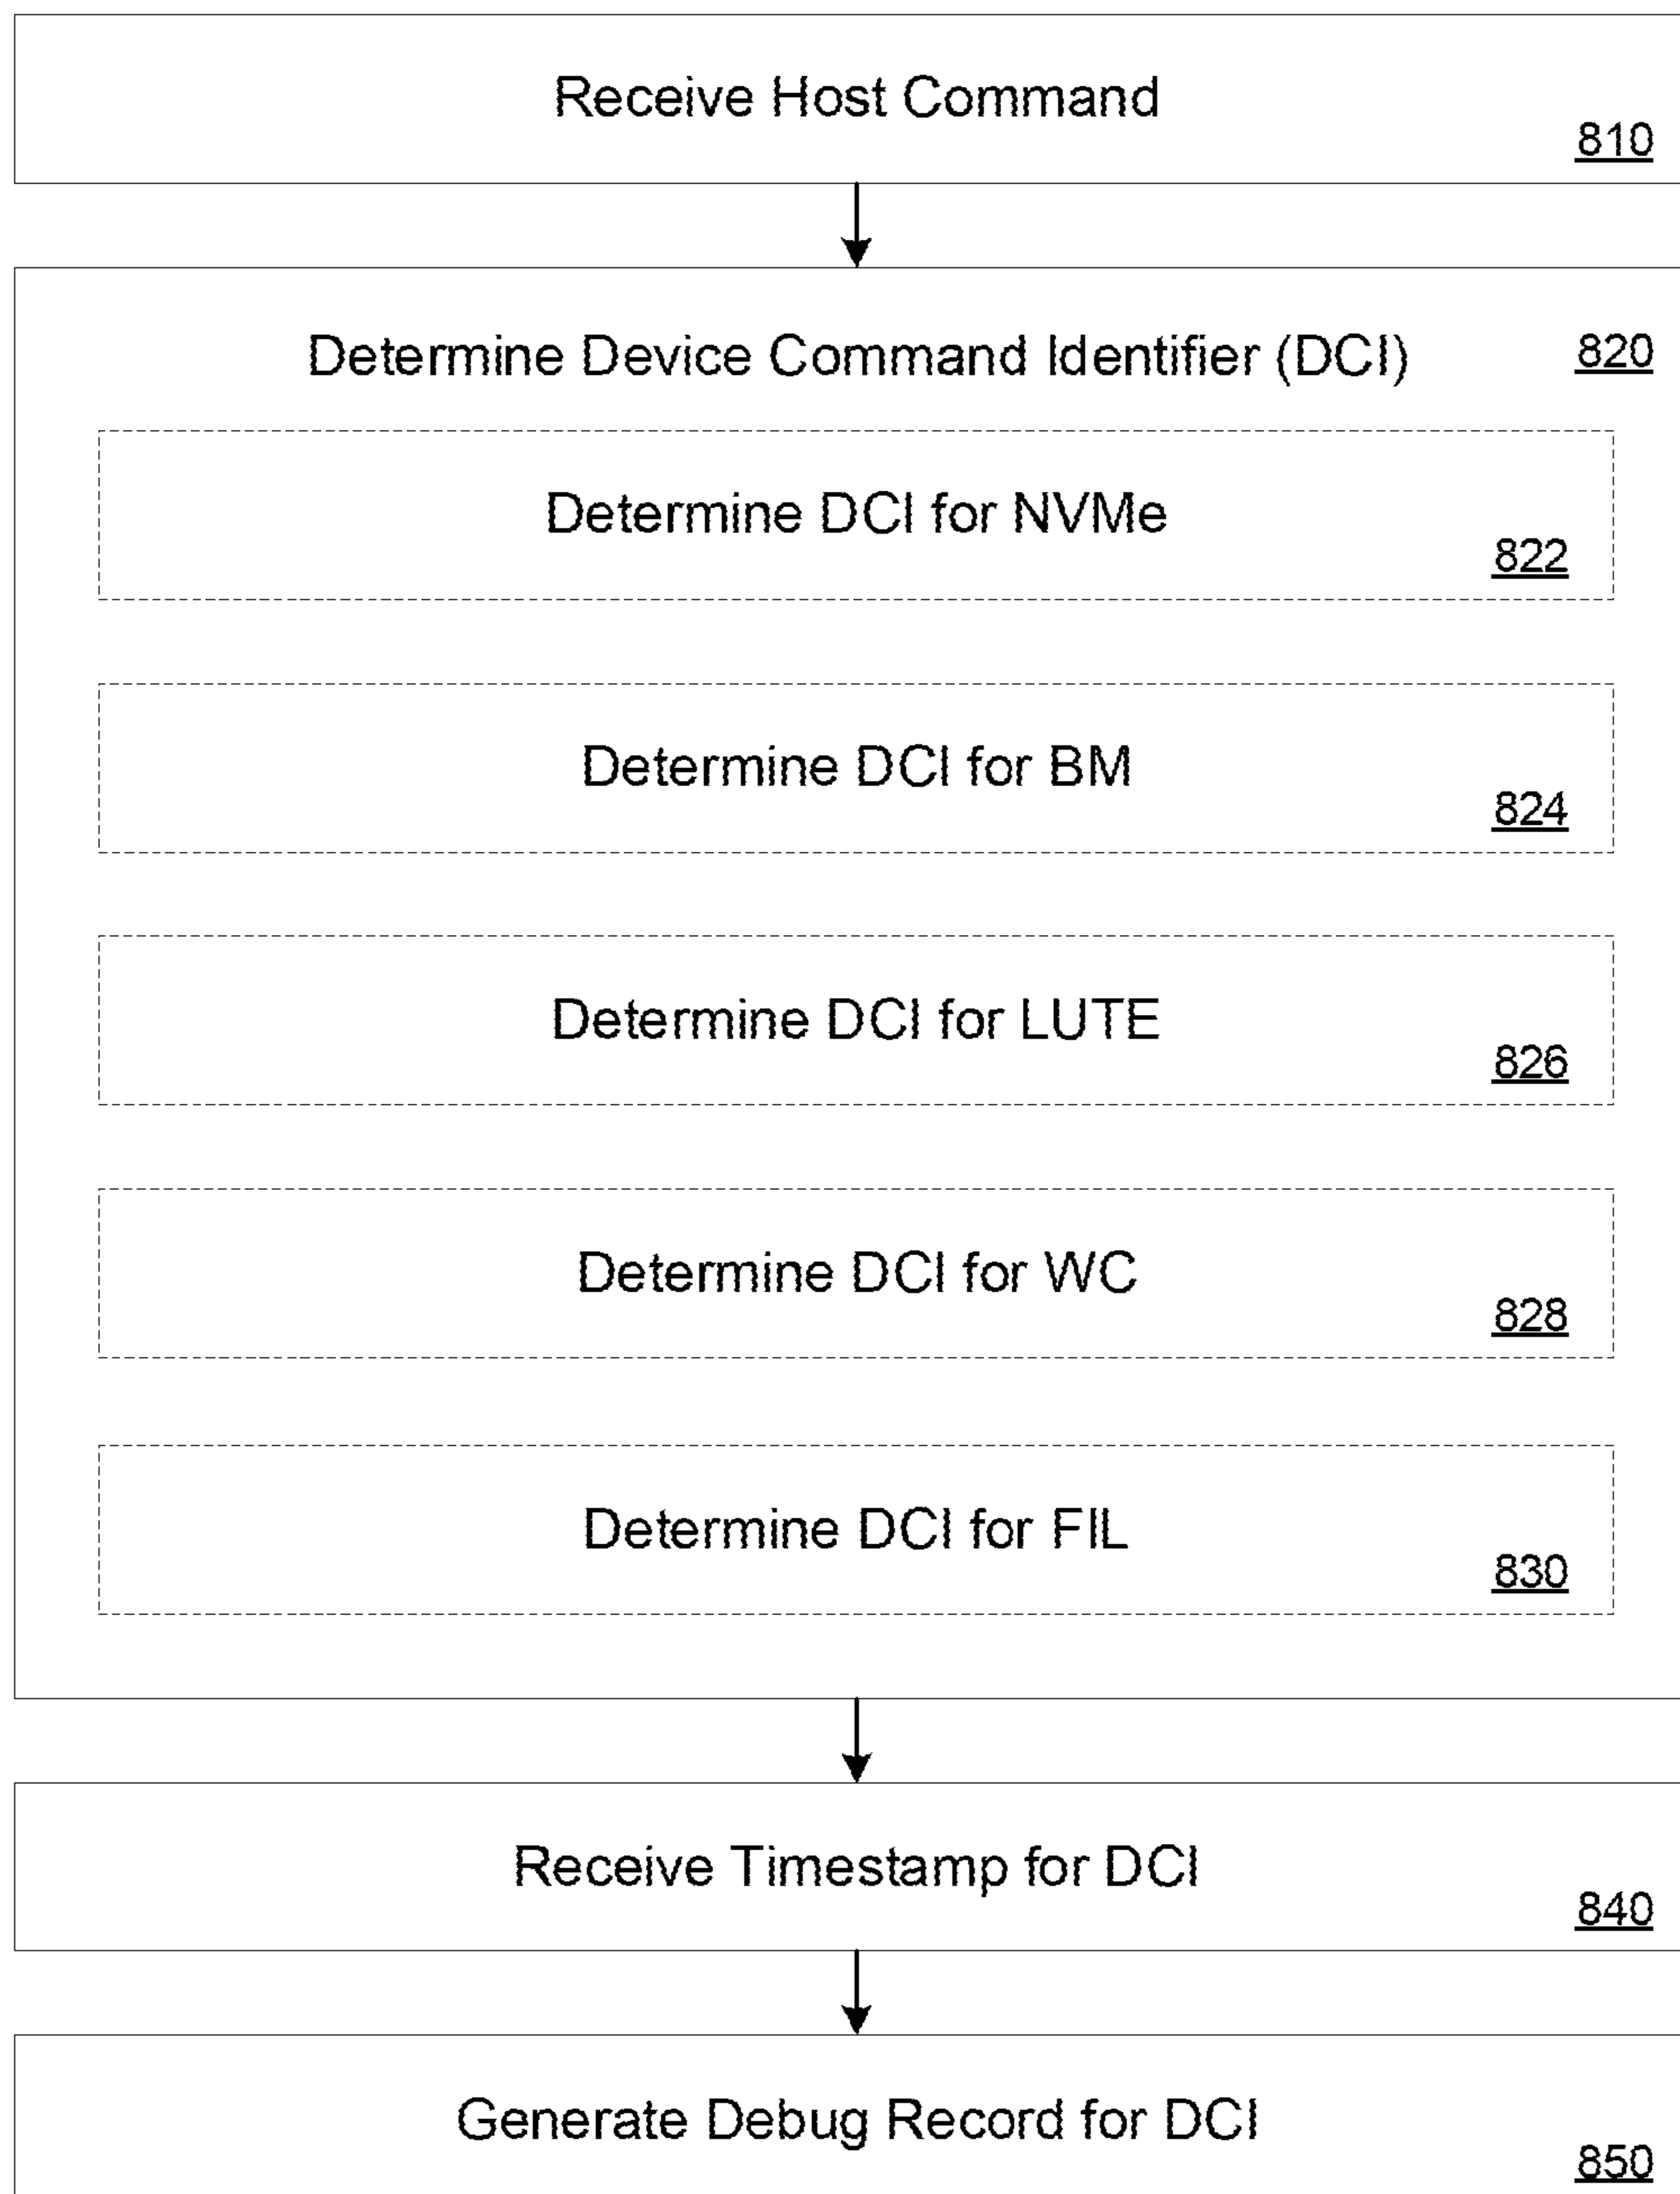 Receive Host Command
810
Determine Device Command Identifier (DCI)
820
Determine DCI for NVMe
822
Determine DCI for BM
824
Determine DCI for LUTE
826
Determine DCI for WC
828
Determine DCI for FIL
830
Receive Timestamp for DCI
840
Generate Debug Record for DCI
850